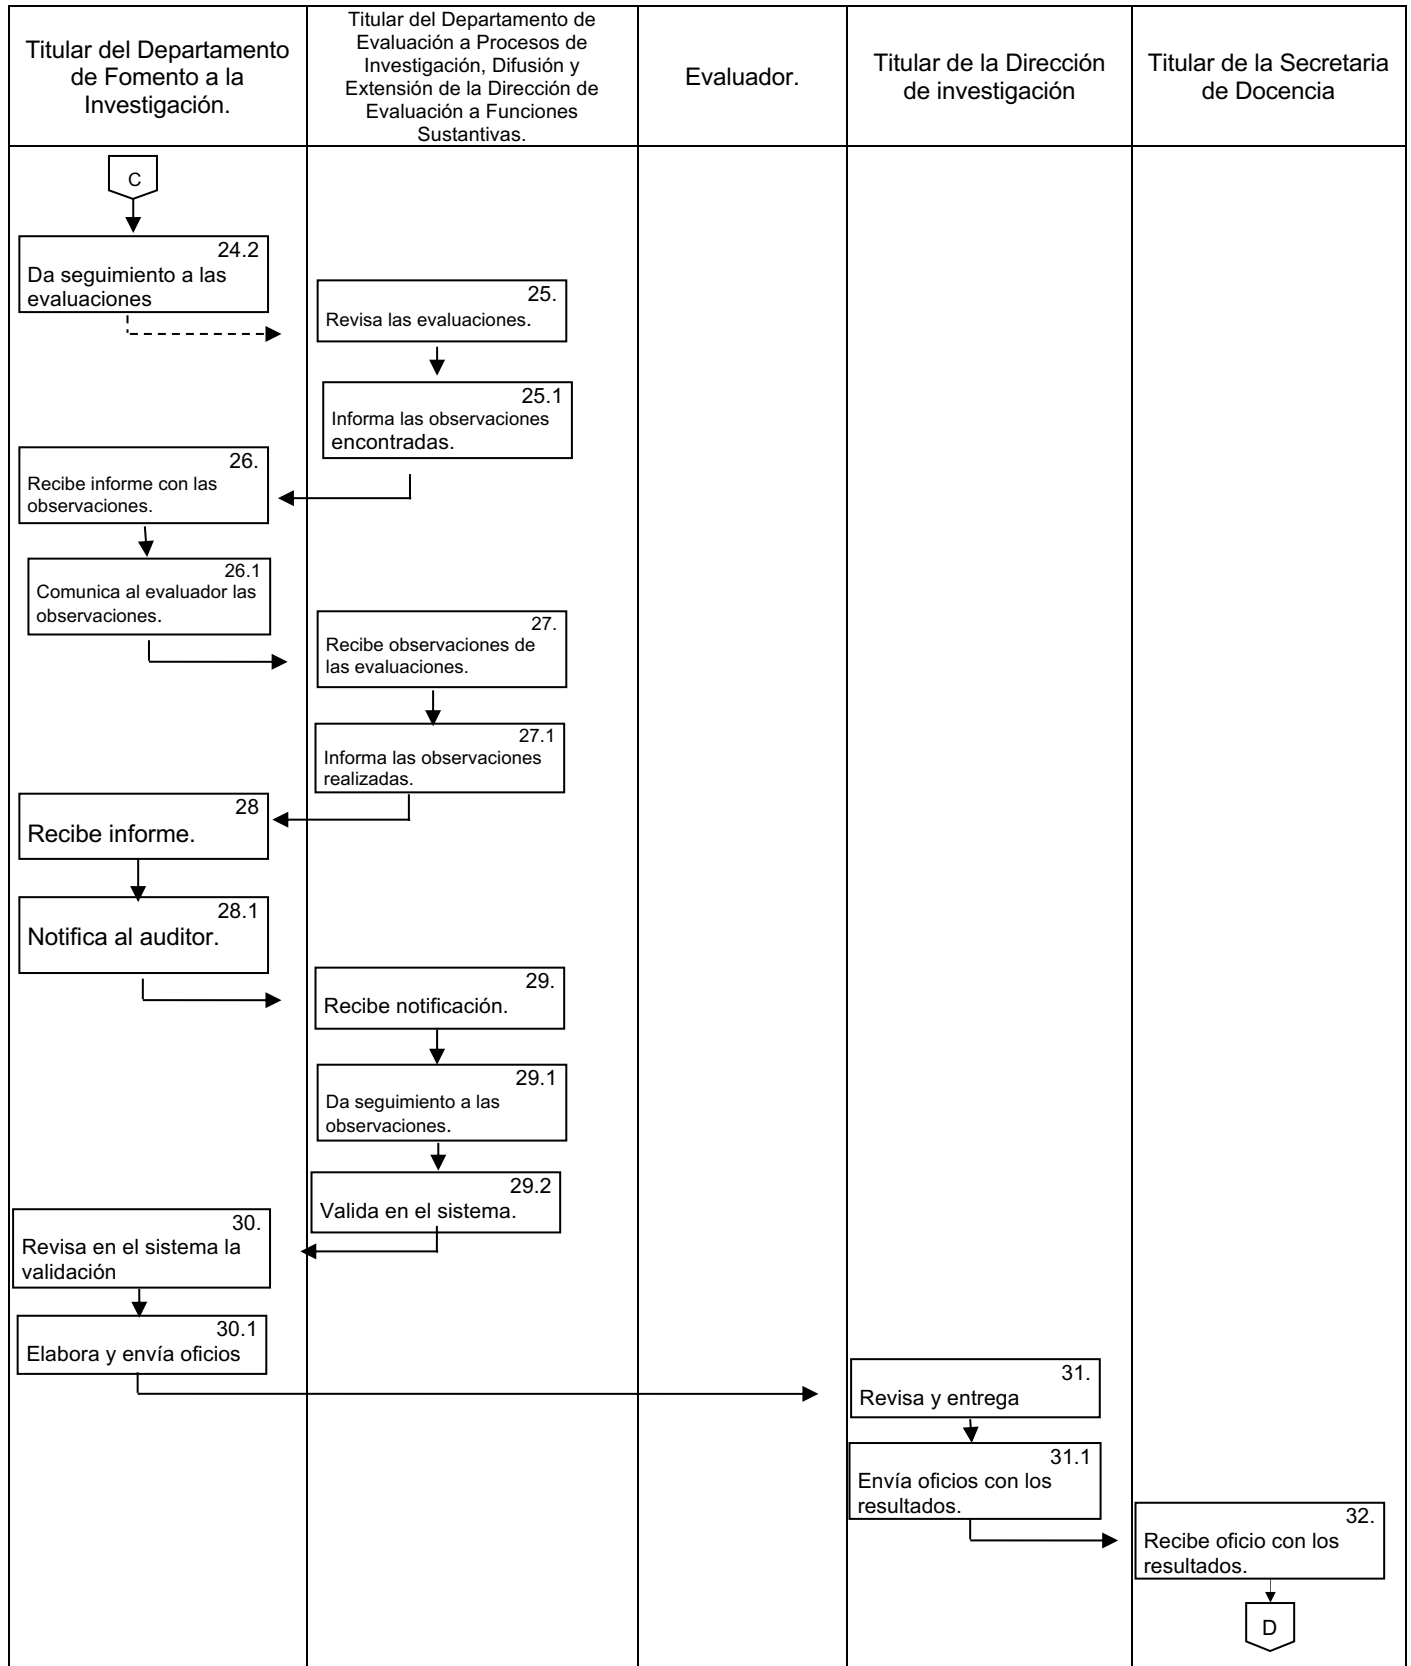 Titular del Departamento
de Fomento a la
Investigación.
Titular del Departamento de
Evaluación a Procesos de
Investigación, Difusión y
Extensión de la Dirección de
Evaluación a Funciones
Sustantivas.
Evaluador.
Titular de la Dirección
de investigación
Titular de la Secretaria
de Docencia
C
24.2
Da seguimiento a las
evaluaciones
25.
Revisa las evaluaciones.
25.1
Informa las observaciones
encontradas.
26.
Recibe informe con las
observaciones.
26.1
Comunica al evaluador las
observaciones.
27.
Recibe observaciones de
las evaluaciones.
27.1
Informa las observaciones
realizadas.
28
Recibe informe.
28.1
Notifica al auditor.
29.
Recibe notificación.
29.1
Da seguimiento a las
observaciones.
29.2
Valida en el sistema.
30.
Revisa en el sistema la
validación
30.1
Elabora y envía oficios
31.
Revisa y entrega
31.1
Envía oficios con los
resultados.
32.
Recibe oficio con los
resultados.
D